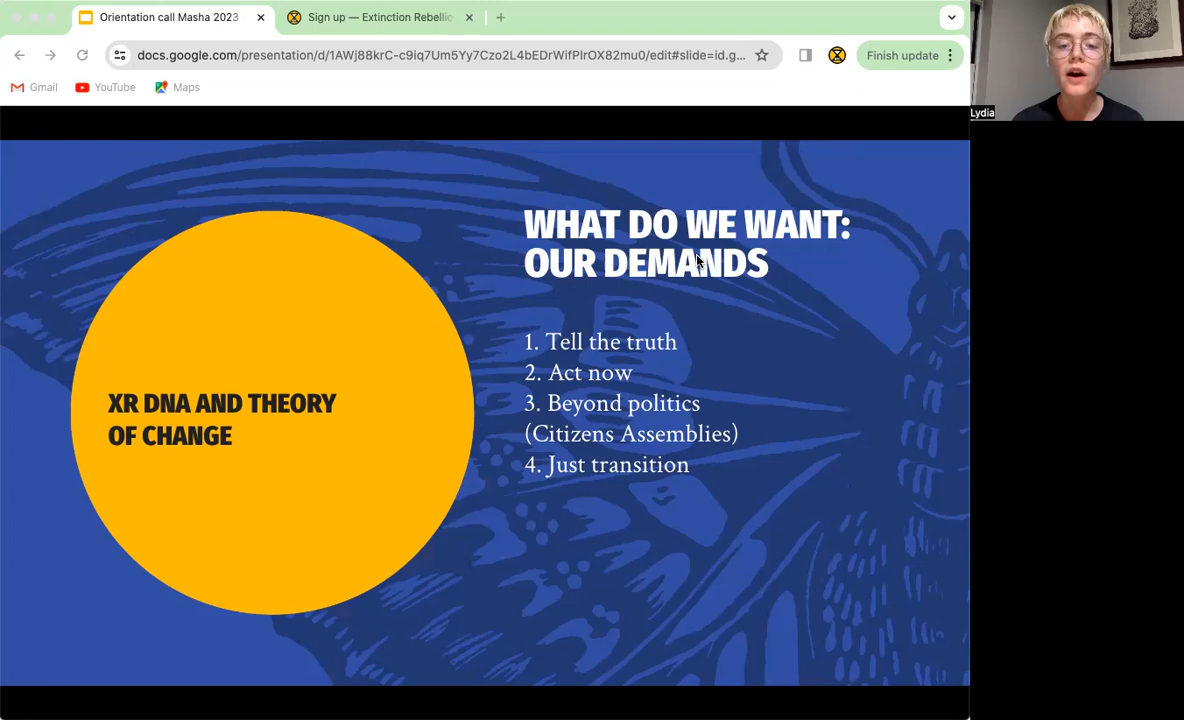 Orientation call Masha 2023
Sign up — Extinction Rebellio
docs.google.com/presentation/d/1AWj88krC-c9iq7Um5Yy7Czo2L4bEDrWifPIrOX82mu0/edit#slide=id.g...
Finish update
Gmail
YouTube
Maps
Lydia
XR DNA AND THEORY
OF CHANGE
WHAT DO WE WANT:
OUR DEMANDS
1. Tell the truth
2. Act now
3. Beyond politics
(Citizens Assemblies)
4. Just transition